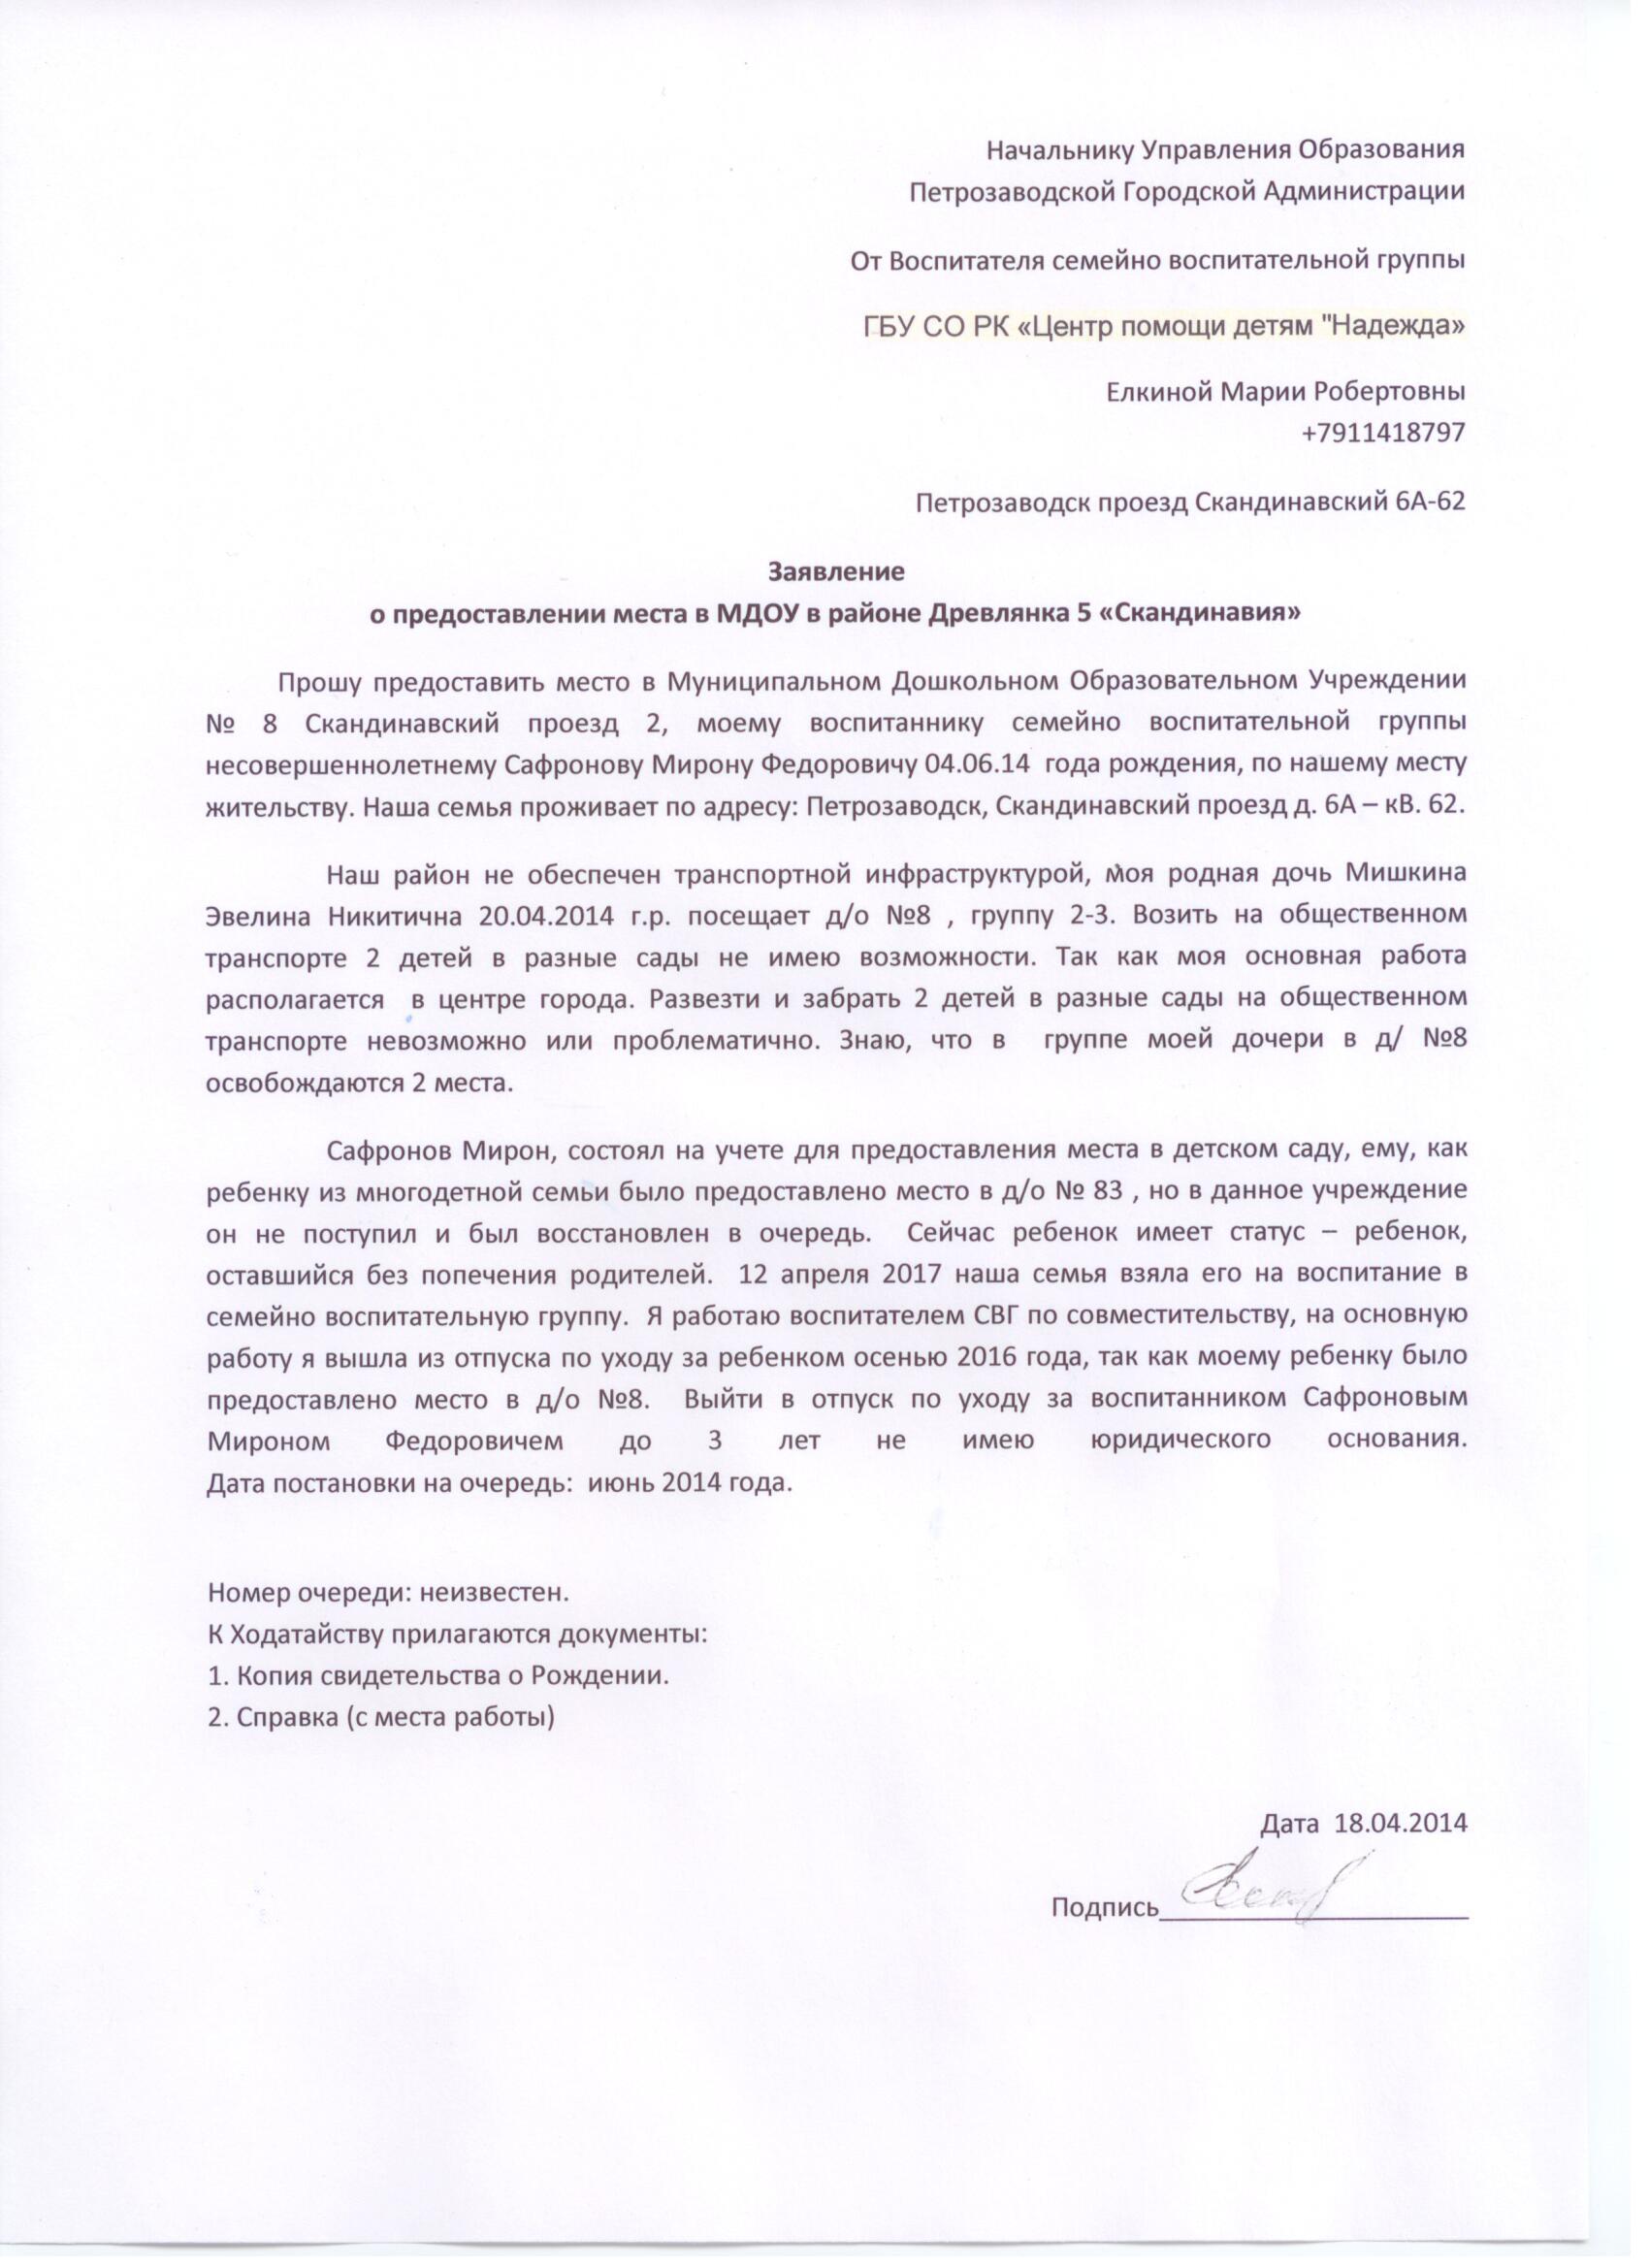 Начальнику Управления Образования
Петрозаводской Городской Администрации
От Воспитателя семейно воспитательной группы
ГБУ СО РК «Центр помощи детям "Надежда»
Елкиной Марии Робертовны
+7911418797
Петрозаводск проезд Скандинавский 6А-62
Заявление
о предоставлении места в МДОУ в районе Древлянка 5 «Скандинавия»
Прошу предоставить место в Муниципальном Дошкольном Образовательном Учреждении
№ 8 Скандинавский проезд 2, моему воспитаннику семейно воспитательной группы
несовершеннолетнему Сафронову Мирону Федоровичу 04.06.14 года рождения, по нашему месту
жительству. Наша семья проживает по адресу: Петрозаводск, Скандинавский проезд д. 6А – кВ. 62.
Наш район не обеспечен транспортной инфраструктурой, моя родная дочь Мишкина
Эвелина Никитична 20.04.2014 г.р. посещает д/о №8 , группу 2-3. Возить на общественном
транспорте 2 детей в разные сады не имею возможности. Так как моя основная работа
располагается в центре города. Развезти и забрать 2 детей в разные сады на общественном
транспорте невозможно или проблематично. Знаю, что в группе моей дочери в д/ №8
освобождаются 2 места.
Сафронов Мирон, состоял на учете для предоставления места в детском саду, ему, как
ребенку из многодетной семьи было предоставлено место в д/о № 83 , но в данное учреждение
он не поступил и был восстановлен в очередь. Сейчас ребенок имеет статус – ребенок,
оставшийся без попечения родителей. 12 апреля 2017 наша семья взяла его на воспитание в
семейно воспитательную группу. Я работаю воспитателем СВГ по совместительству, на основную
работу я вышла из отпуска по уходу за ребенком осенью 2016 года, так как моему ребенку было
предоставлено место в д/о №8. Выйти в отпуск по уходу за воспитанником Сафроновым
Мироном Федоровичем до 3 лет не имею юридического основания.
Дата постановки на очередь: июнь 2014 года.
Номер очереди: неизвестен.
К Ходатайству прилагаются документы:
1. Копия свидетельства о Рождении.
2. Справка (с места работы)
Дата 18.04.2014
Подпись